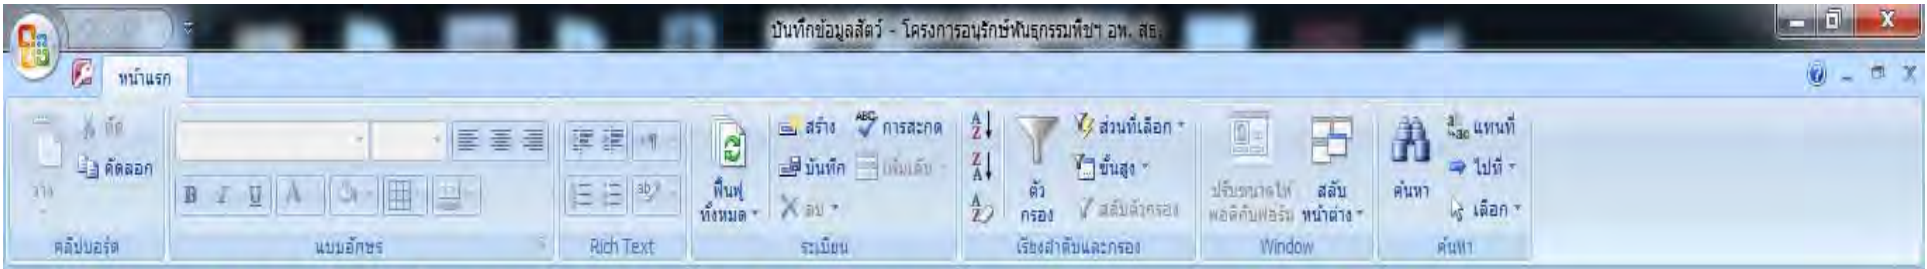 บันทึกข้อมูลสัตว์ - โครงการอนุรักษ์พันธุกรรมพืชฯ อพ. สธ.
หน้าแรก
วาง
ตัด
คัดลอก
คลิปบอร์ด
B I U A ab
แบบอักษร
Rich Text
ฟื้นฟู
ทั้งหมด
สร้าง
บันทึก
ลบ
ABC การสะกด
เพิ่มเติม
ระเบียน
A Z
Z A
A Z
ตัว
กรอง
ส่วนที่เลือก
ขั้นสูง
สลับตัวกรอง
เรียงลำดับและกรอง
ปรับขนาดให้
พอดีกับฟอร์ม
สลับ
หน้าต่าง
Window
ค้นหา
แทนที่
ไปที่
เลือก
ค้นหา